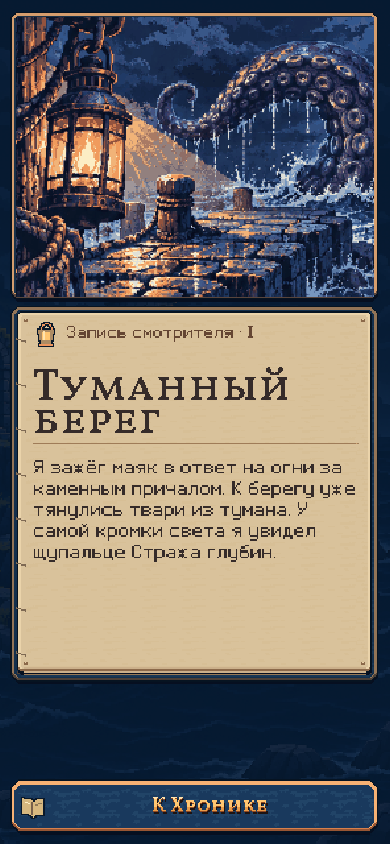 Запись смотрителя · I
Туманный
берег
Я зажёг маяк в ответ на огни за
каменным причалом. К берегу уже
тянулись твари из тумана. У
самой кромки света я увидел
щупальце Стража глубин.
К Хронике